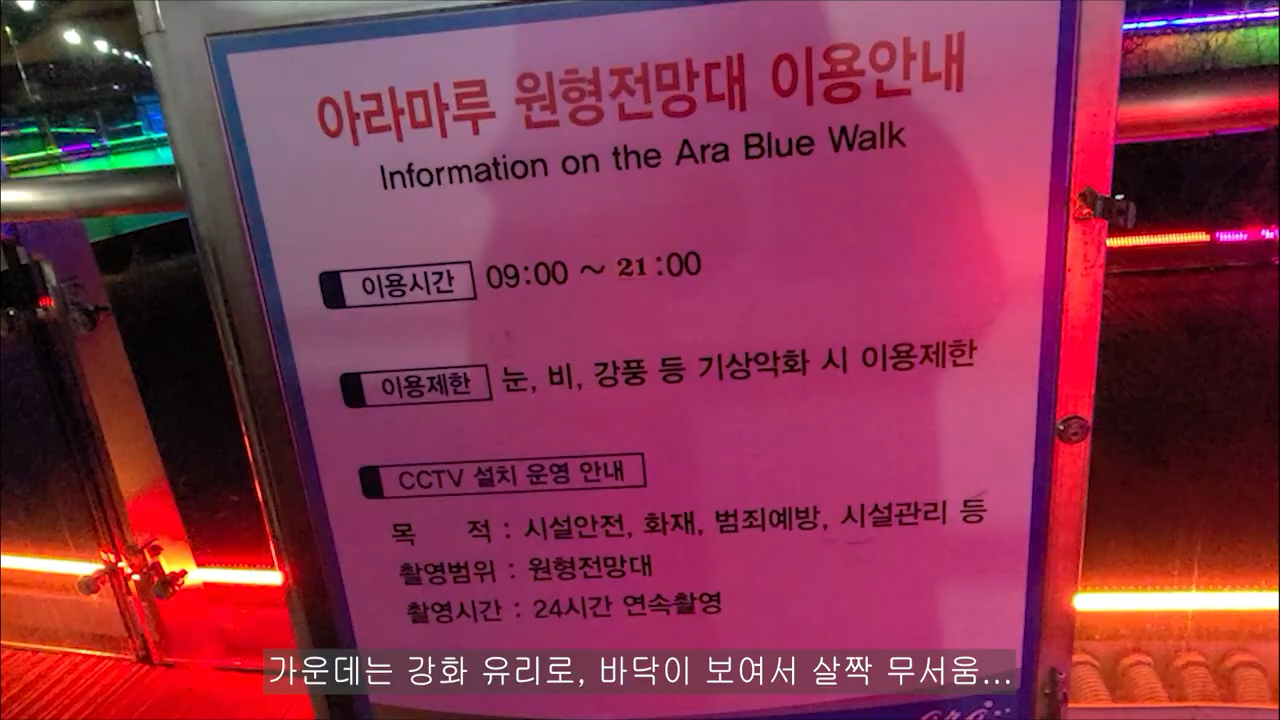 아라마루 원형전망대 이용안내
Information on the Ara Blue Walk
이용시간 09:00 ~ 21:00
이용제한 눈, 비, 강풍 등 기상악화 시 이용제한
CCTV 설치 운영 안내
목 적 : 시설안전, 화재, 범죄예방, 시설관리 등
촬영범위 : 원형전망대
촬영시간 : 24시간 연속촬영
가운데는 강화 유리로, 바닥이 보여서 살짝 무서움...
ara